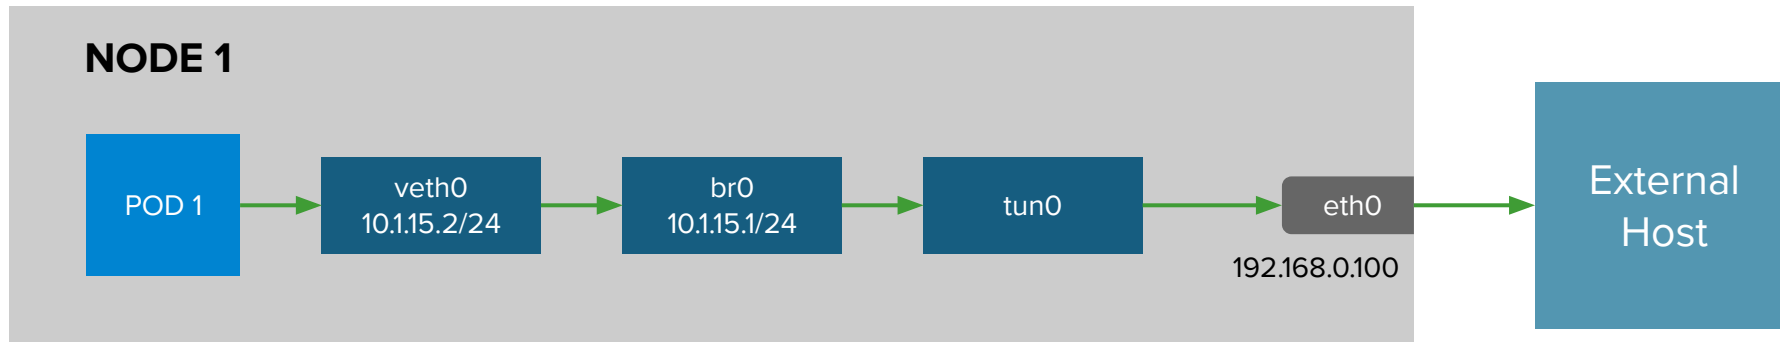 NODE 1
POD 1
veth0
10.1.15.2/24
br0
10.1.15.1/24
tun0
eth0
192.168.0.100
External
Host